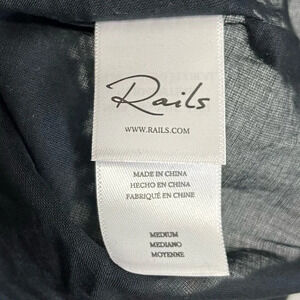 Rails
WWW.RAILS.COM
MADE IN CHINA
HECHO EN CHINA
FABRIQUÉ EN CHINE
MEDIUM
MEDIANO
MOYENNE